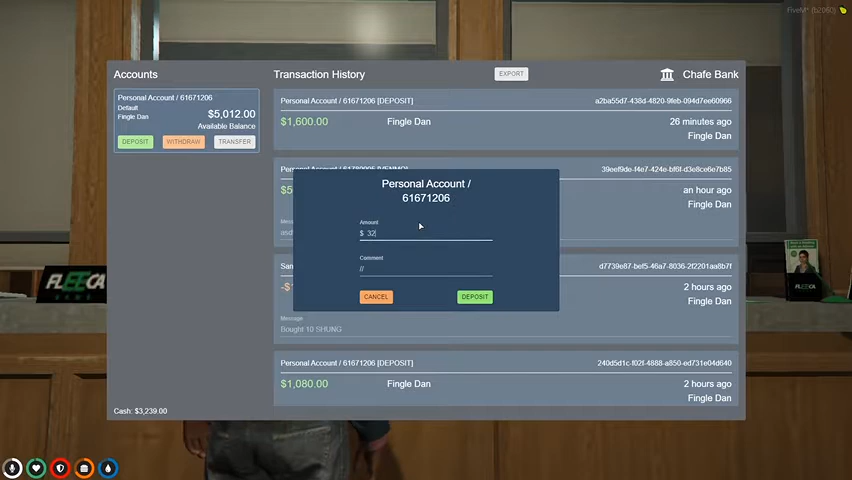 FiveM® (b2060)
Accounts
Transaction History
EXPORT
Chafe Bank
Personal Account / 61671206
Default
Fingle Dan
$5,012.00
Available Balance
DEPOSIT
WITHDRAW
TRANSFER
Personal Account / 61671206 [DEPOSIT]
a2ba55d7-438d-4820-9feb-094d7ee60966
$1,600.00
Fingle Dan
26 minutes ago
Fingle Dan
39eef9de-f4e7-424e-bf6f-d3e8ce6e7b85
an hour ago
Fingle Dan
Personal Account /
61671206
Amount
$ 32
Comment
//
CANCEL
DEPOSIT
d7739e87-bef5-46a7-8036-2f2201aa8b7f
2 hours ago
Fingle Dan
Message
Bought 10 SHUNG
Personal Account / 61671206 [DEPOSIT]
240d5d1c-f02f-4888-a850-ed731e04d640
$1,080.00
Fingle Dan
2 hours ago
Fingle Dan
Cash: $3,239.00
FLEECA
FLEECA